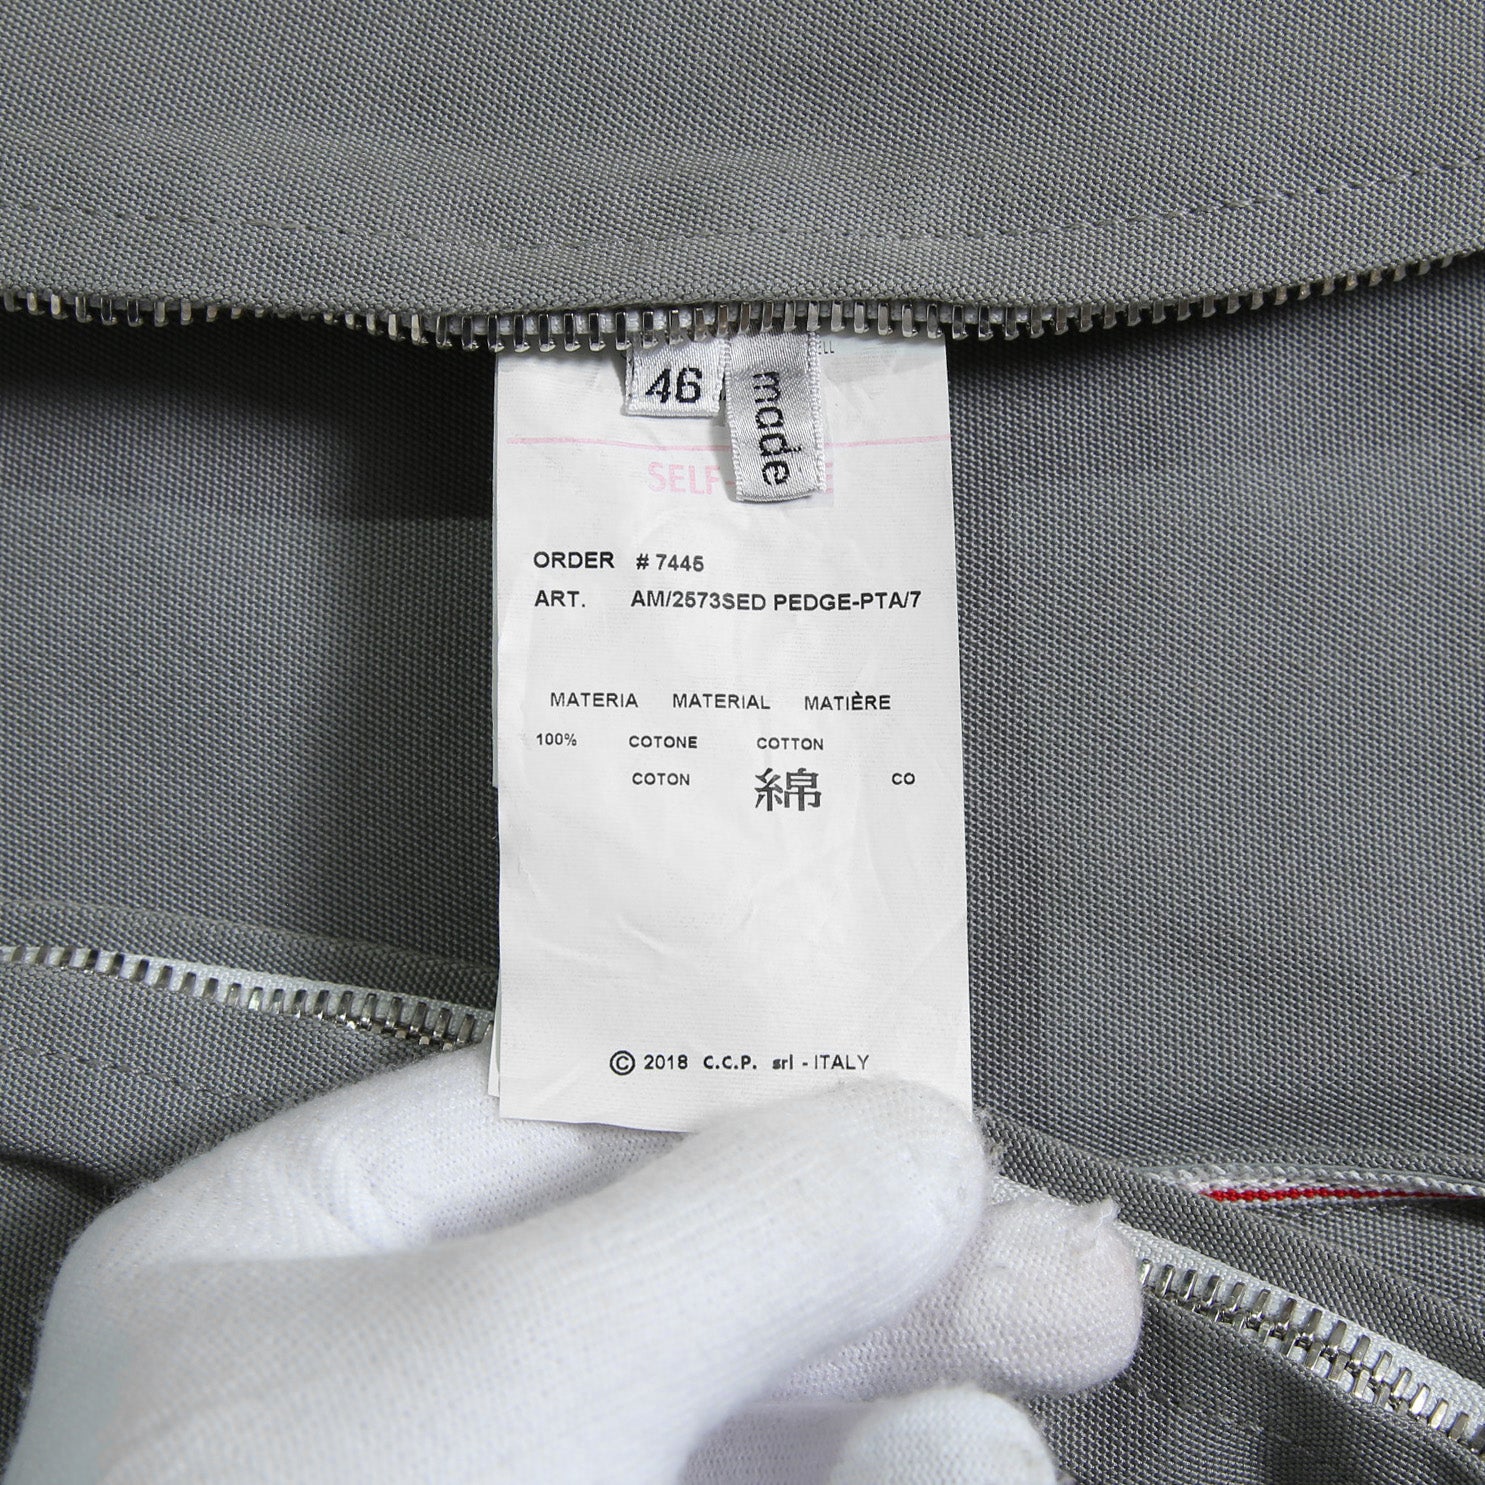 46
made
SELF-
ORDER # 7445
ART. AM/2573SED PEDGE-PTA/7
MATERIA MATERIAL MATIÈRE
100% COTONE COTTON
COTON 綿 CO
© 2018 C.C.P. srl - ITALY